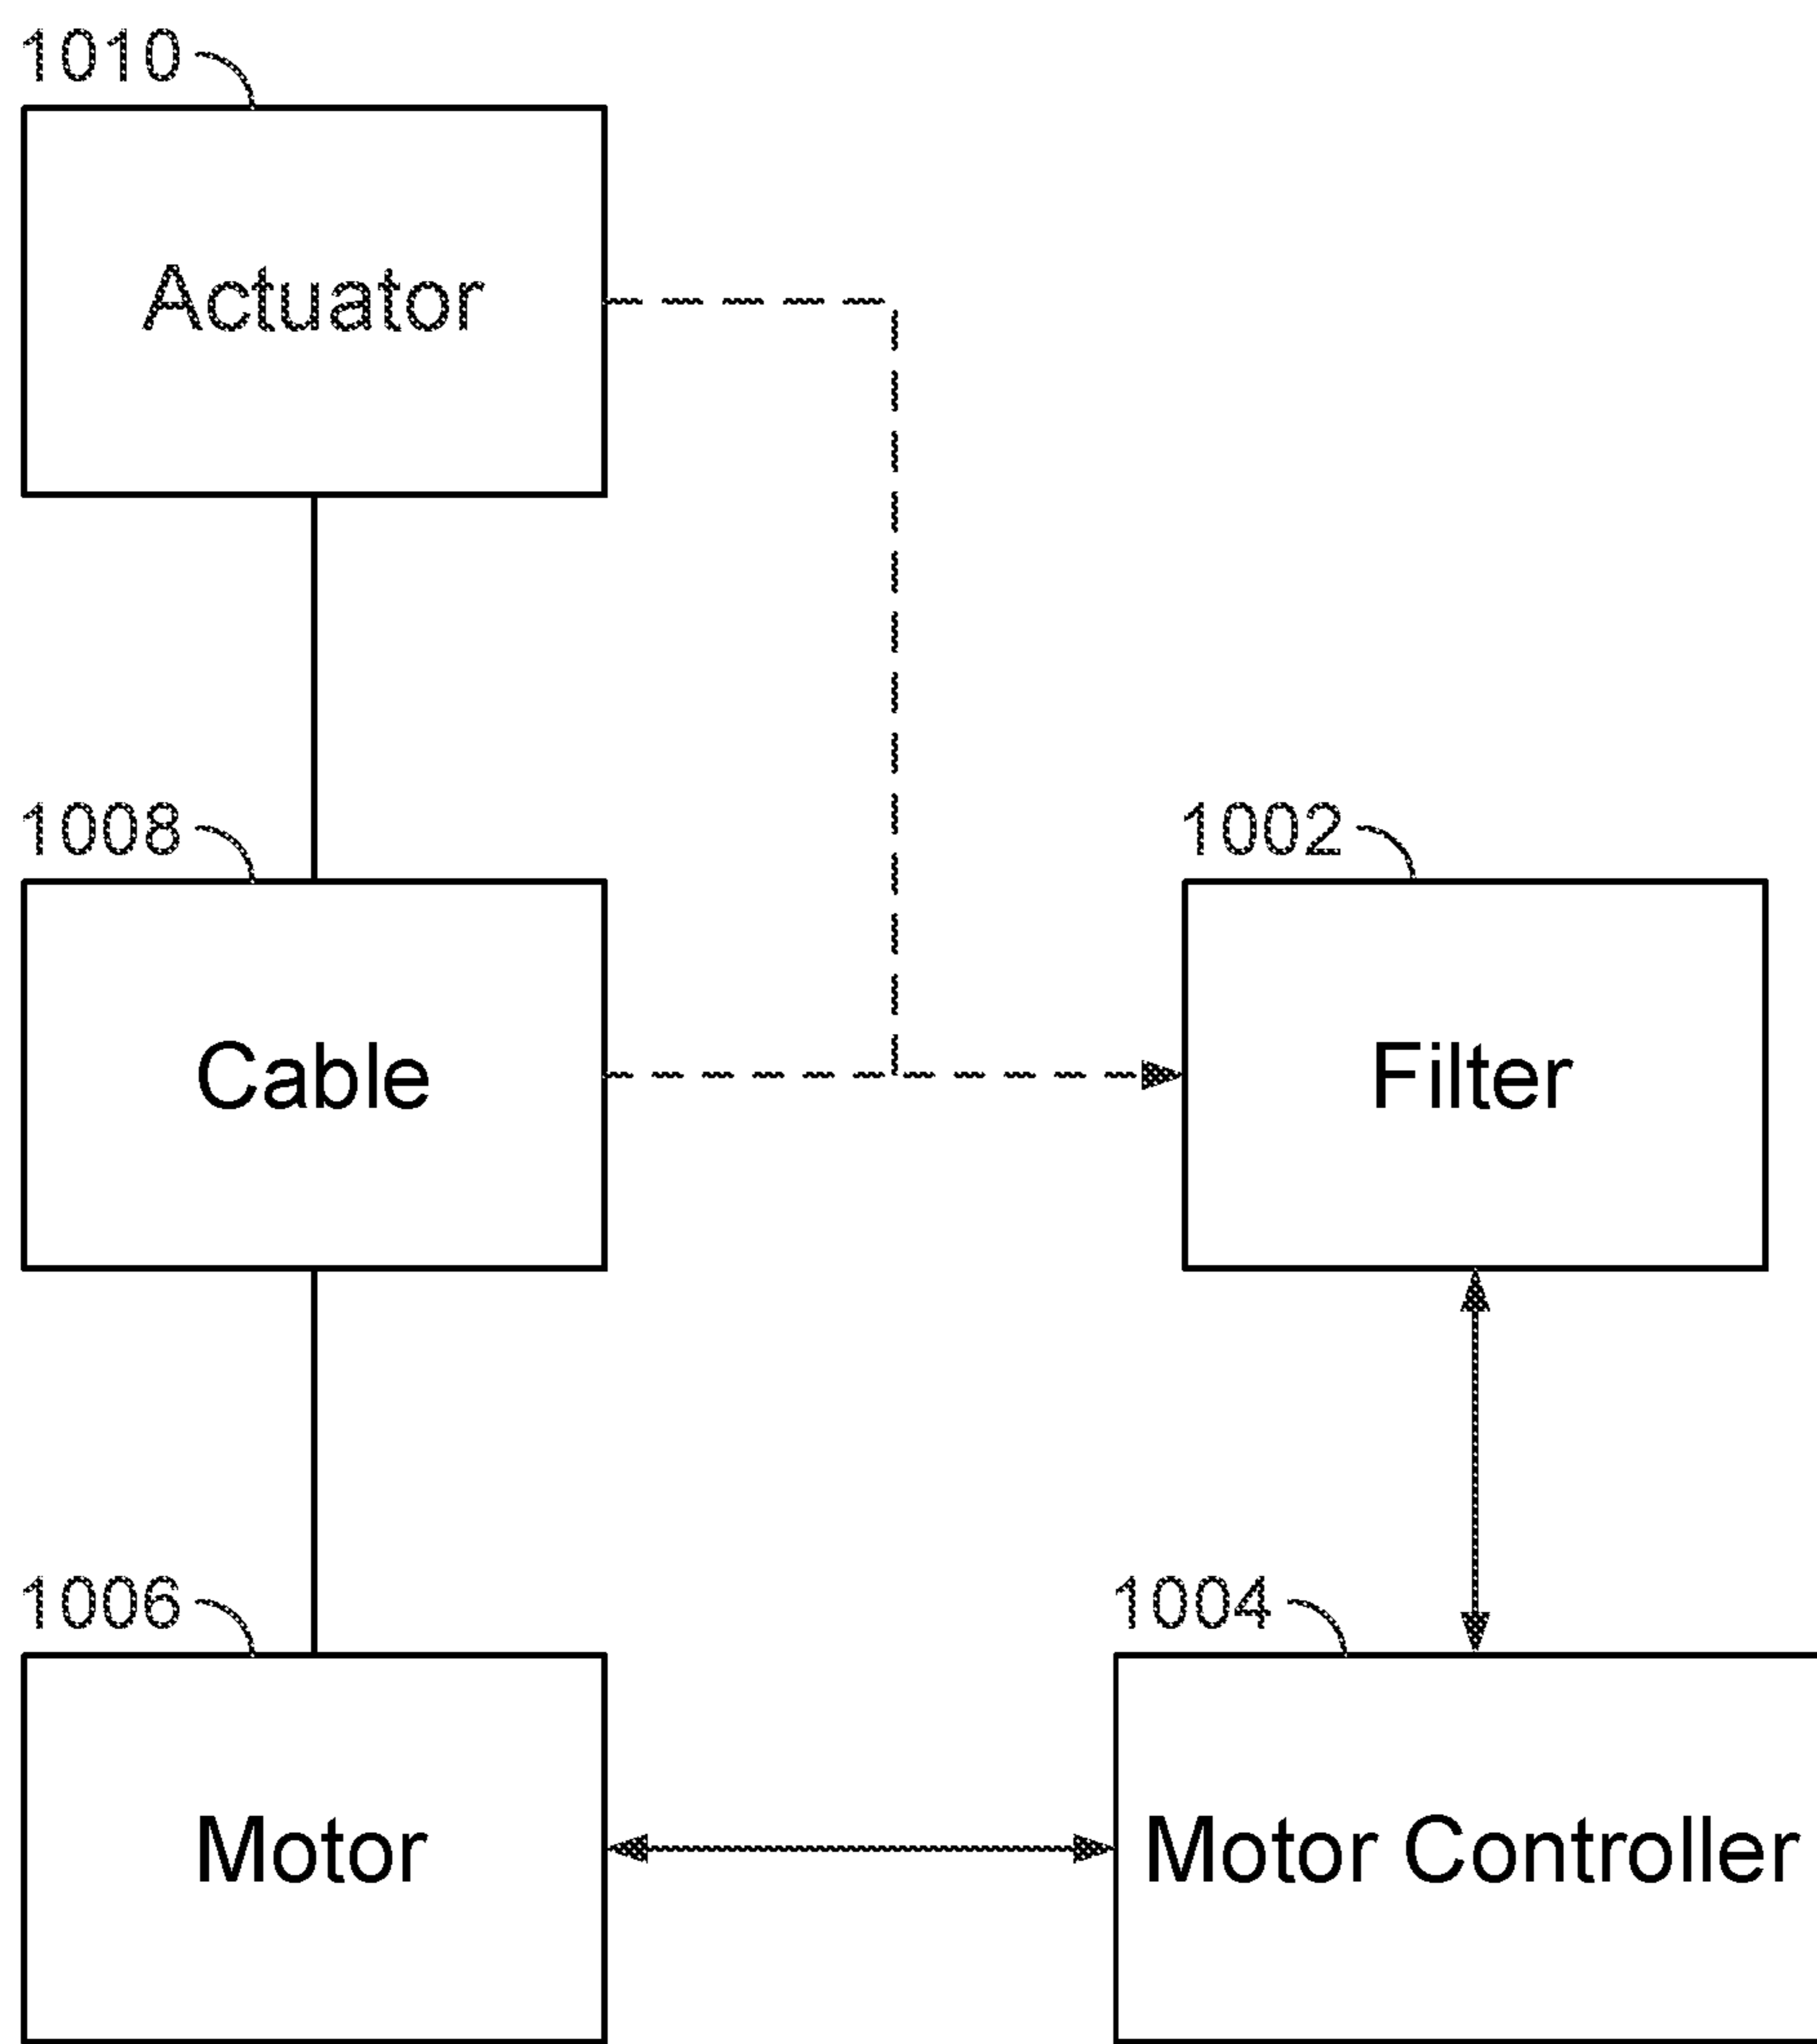 1010
Actuator
1008
1002
Cable
Filter
1006
1004
Motor
Motor Controller